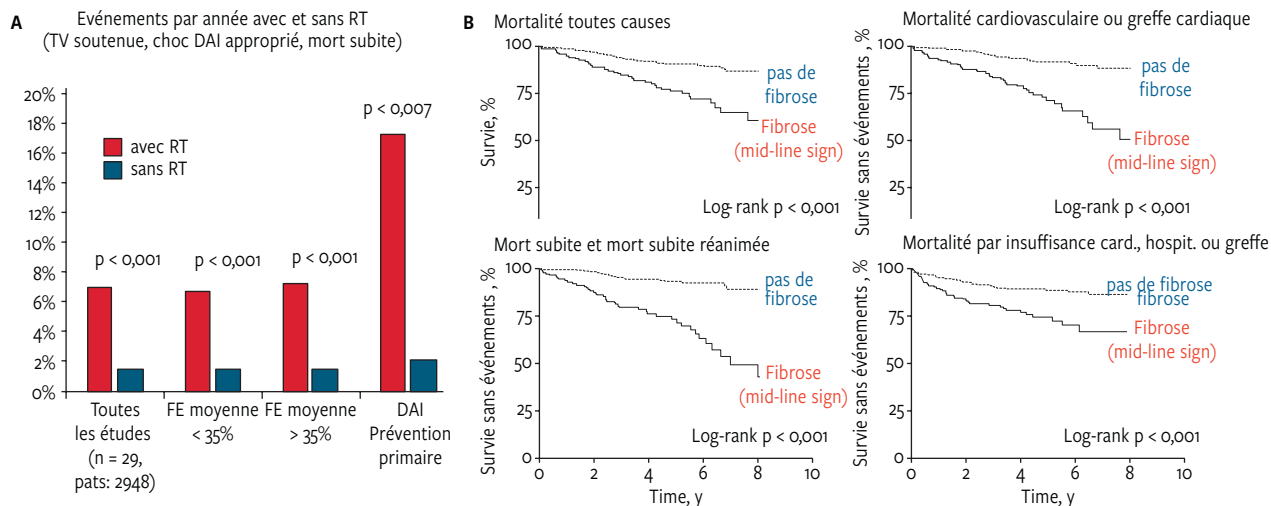 A
Evénements par année avec et sans RT
(TV soutenue, choc DAI approprié, mort subite)
20%
18%
16%
14%
12%
10%
8%
6%
4%
2%
0%
avec RT
sans RT
p < 0,001
p < 0,001
p < 0,001
p < 0,007
Toutes
les études
(n = 29,
pats: 2948)
FE moyenne
< 35%
FE moyenne
> 35%
DAI
Prévention
primaire
B
Mortalité toutes causes
Survie, %
100
75
50
25
pas de
fibrose
Fibrose
(mid-line sign)
Log-rank p < 0,001
Mortalité cardiovasculaire ou greffe cardiaque
Survie sans événements, %
100
75
50
25
pas de
fibrose
Fibrose
(mid-line sign)
Log-rank p < 0,001
Mort subite et mort subite réanimée
Survie sans événements , %
100
75
50
25
0
pas de
fibrose
Fibrose
(mid-line sign)
Log-rank p < 0,001
0 2 4 6 8 10
Time, y
Mortalité par insuffisance card., hospit. ou greffe
Survie sans événements , %
100
75
50
25
0
pas de fibrose
fibrose
Fibrose
(mid-line sign)
Log-rank p < 0,001
0 2 4 6 8 10
Time, y